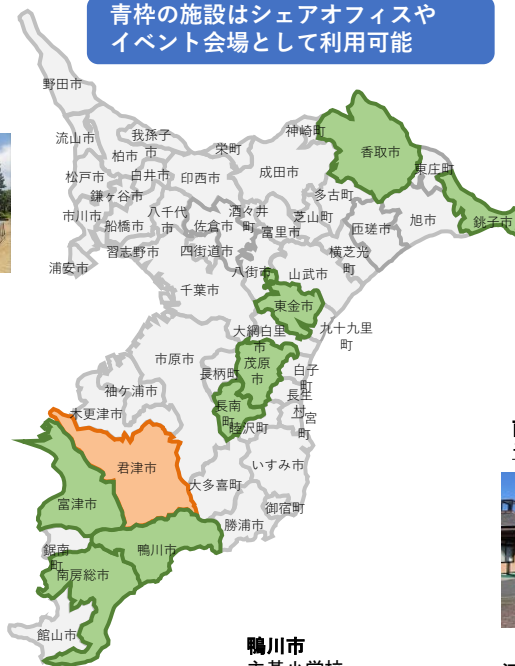 青枠の施設はシェアオフィスや
イベント会場として利用可能
野田市
流山市
我孫子
市
柏市
栄町
神崎町
香取市
松戸市
白井市
印西市
成田市
東庄町
鎌ヶ谷市
多古町
市川市
船橋市
八千代
市
佐倉市
酒々井
町
富里市
芝山町
匝瑳市
旭市
銚子市
習志野市
四街道市
横芝光
町
浦安市
八街市
山武市
千葉市
東金市
大網白里
市
九十九里
町
市原市
長柄町
茂原
市
白子
町
袖ケ浦市
長生
村
木更津市
長南
町
睦沢町
一宮
町
君津市
いすみ市
大多喜町
富津市
御宿町
勝浦市
鋸南
町
鴨川市
南房総市
館山市
鴨川市